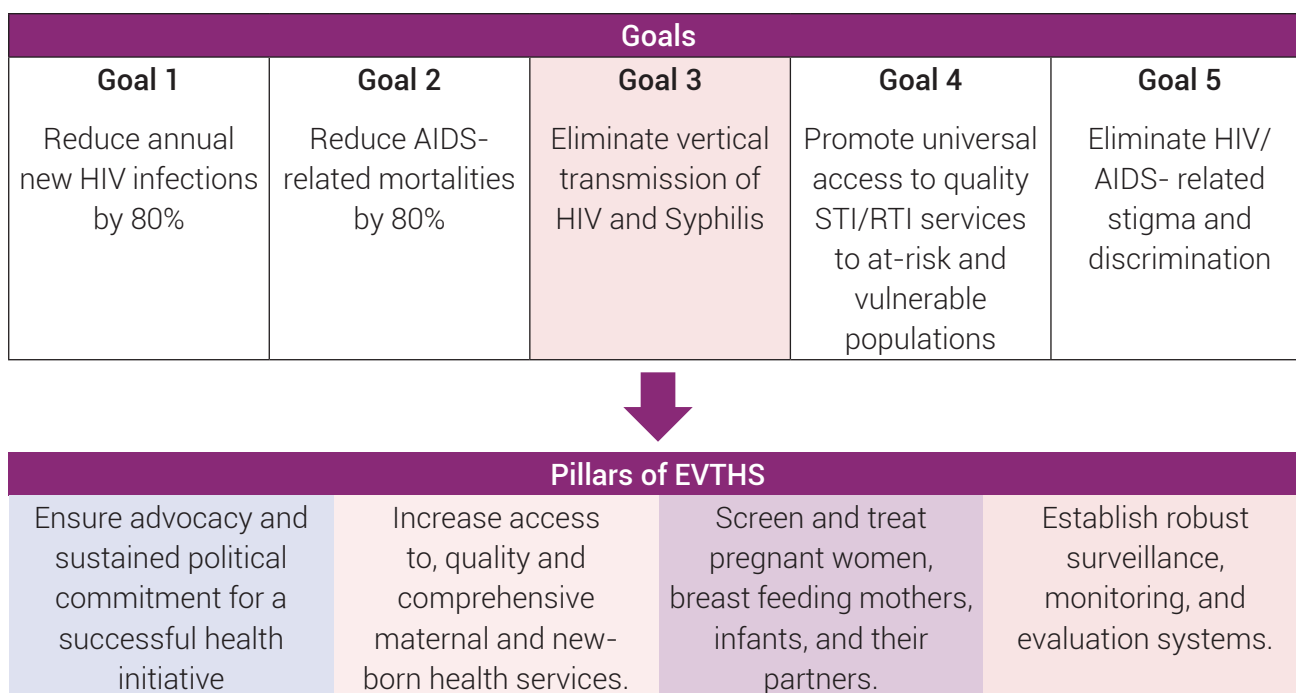 Goals
Goal 1
Reduce annual
new HIV infections
by 80%
Goal 2
Reduce AIDS-
related mortalities
by 80%
Goal 3
Eliminate vertical
transmission of
HIV and Syphilis
Goal 4
Promote universal
access to quality
STI/RTI services
to at-risk and
vulnerable
populations
Goal 5
Eliminate HIV/
AIDS- related
stigma and
discrimination
Pillars of EVTHS
Ensure advocacy and
sustained political
commitment for a
successful health
initiative
Increase access
to, quality and
comprehensive
maternal and new-
born health services.
Screen and treat
pregnant women,
breast feeding mothers,
infants, and their
partners.
Establish robust
surveillance,
monitoring, and
evaluation systems.